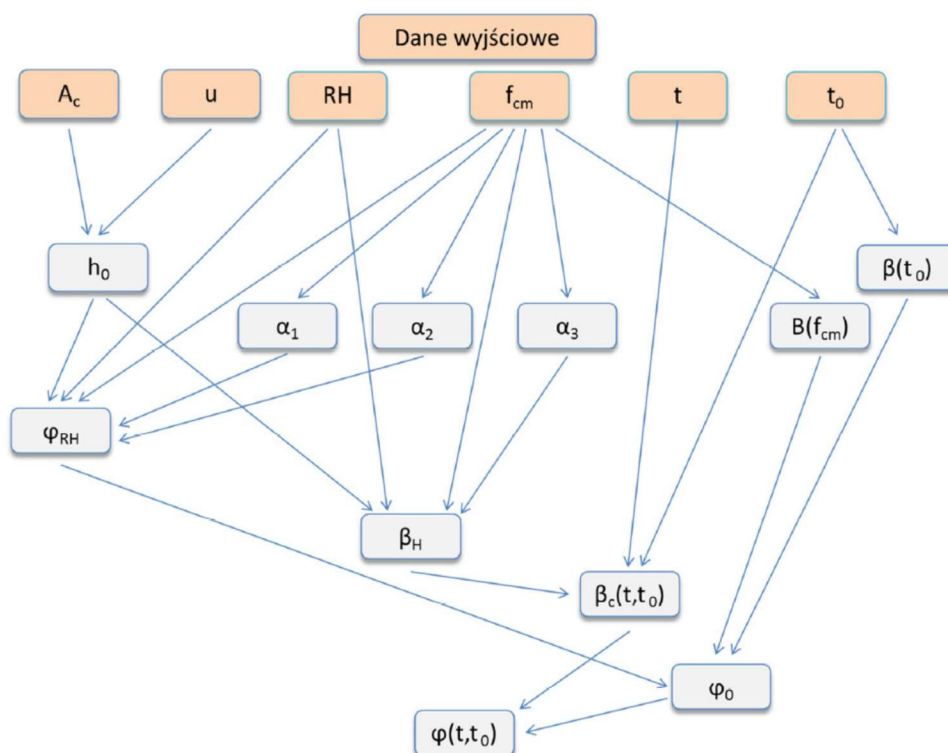 Dane wyjściowe
A_c u RH f_cm t t_0
h_0 β(t_0)
α_1 α_2 α_3 B(f_cm)
φ_RH
β_H
β_c(t,t_0)
φ_0
φ(t,t_0)